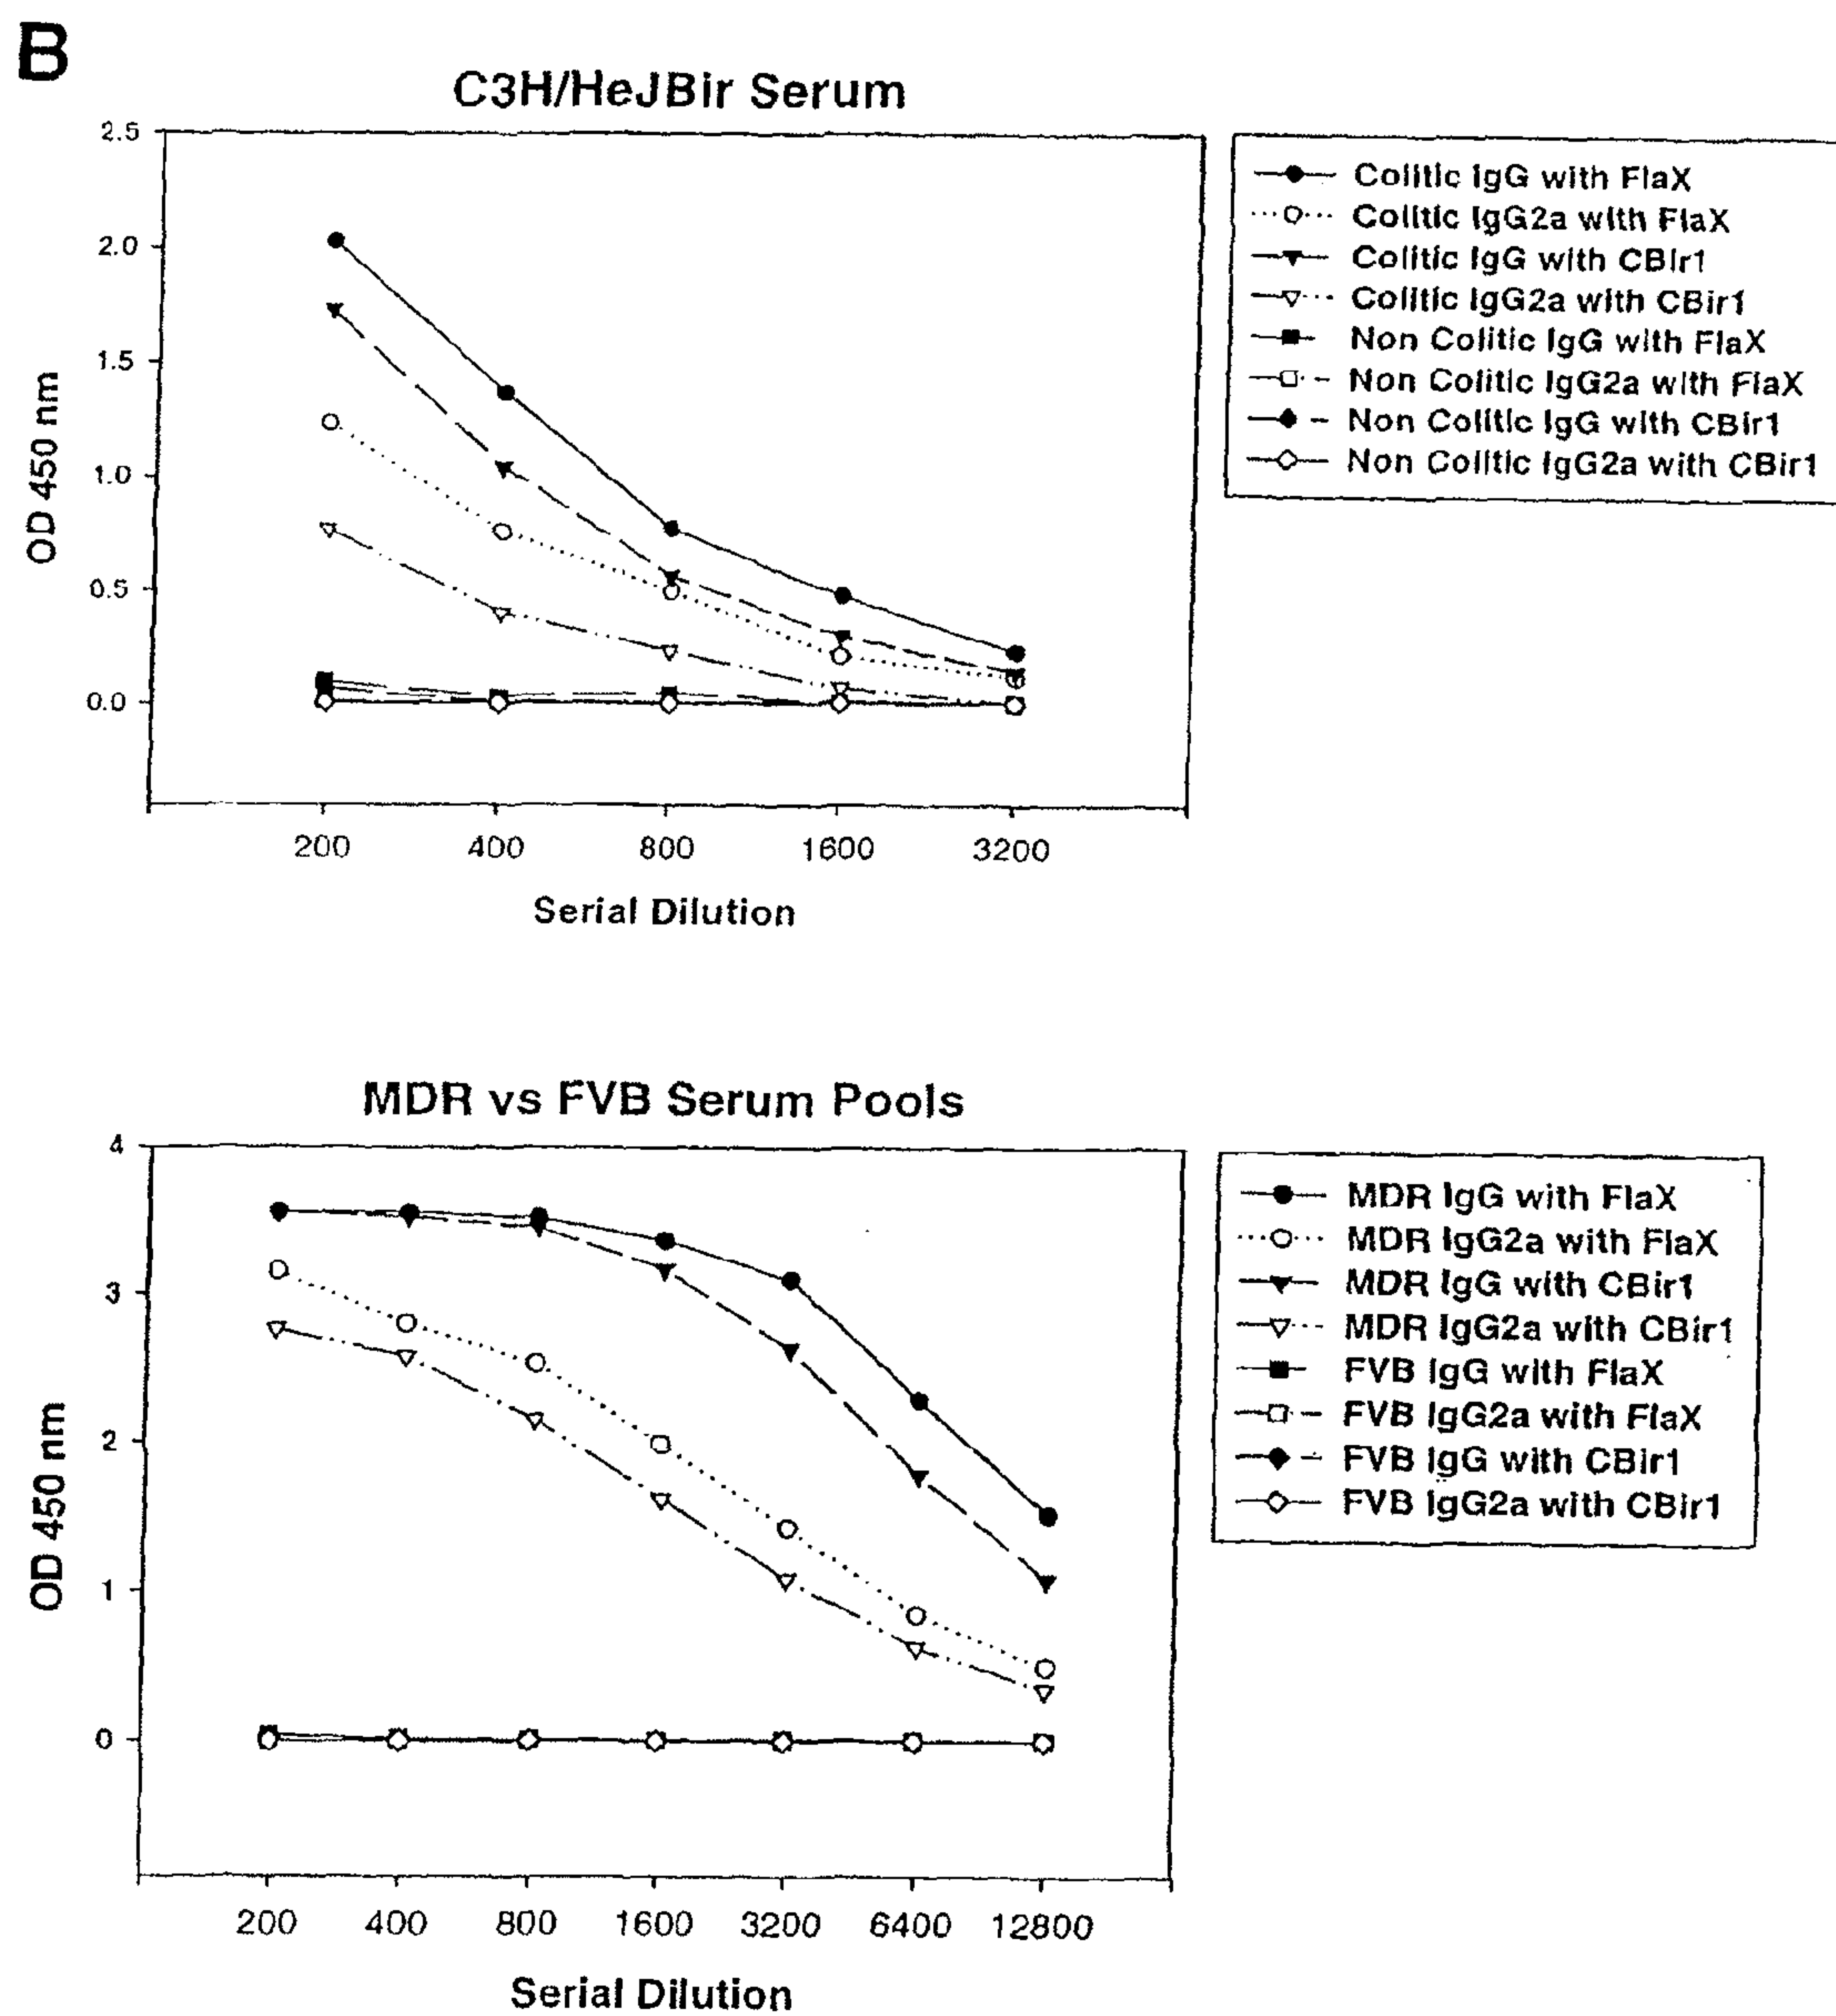 B
C3H/HeJBir Serum
2.5
2.0
1.5
1.0
0.5
0.0
OD 450 nm
200 400 800 1600 3200
Serial Dilution
Colitic IgG with FlaX
Colitic IgG2a with FlaX
Colitic IgG with CBir1
Colitic IgG2a with CBir1
Non Colitic IgG with FlaX
Non Colitic IgG2a with FlaX
Non Colitic IgG with CBir1
Non Colitic IgG2a with CBir1
MDR vs FVB Serum Pools
4
3
2
1
0
OD 450 nm
200 400 800 1600 3200 6400 12800
Serial Dilution
MDR IgG with FlaX
MDR IgG2a with FlaX
MDR IgG with CBir1
MDR IgG2a with CBir1
FVB IgG with FlaX
FVB IgG2a with FlaX
FVB IgG with CBir1
FVB IgG2a with CBir1